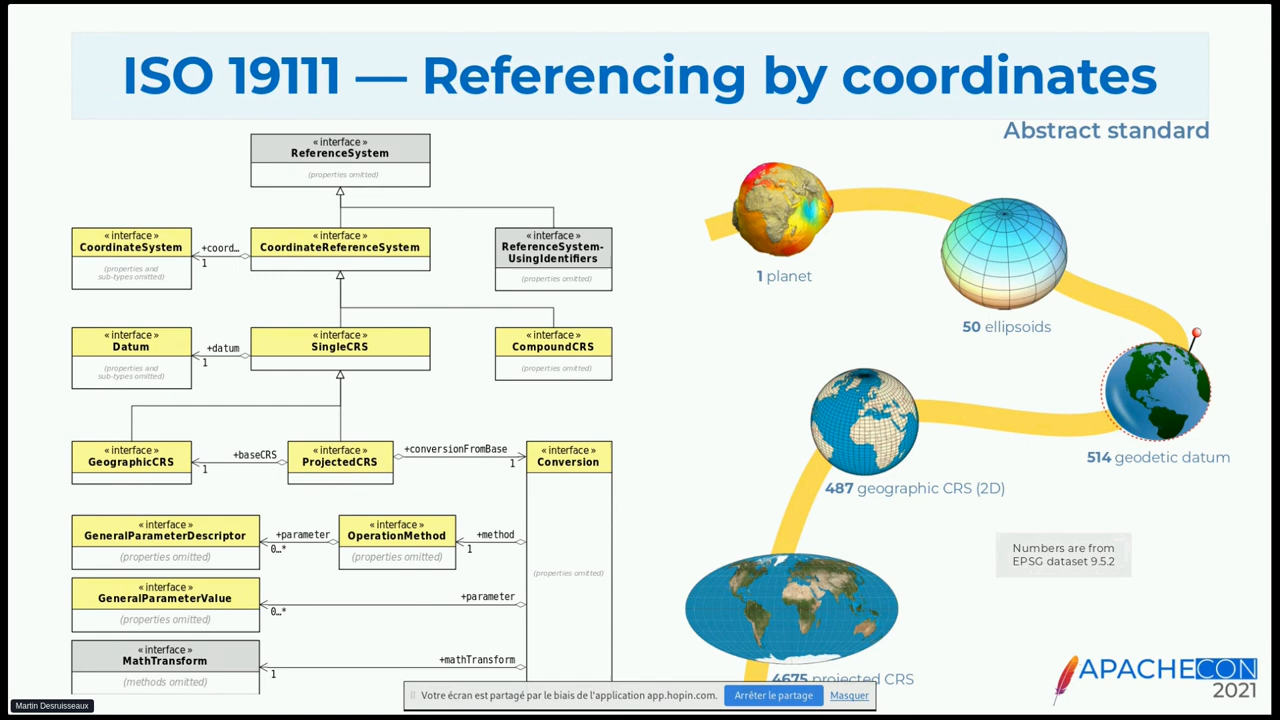 ISO 19111 — Referencing by coordinates
Abstract standard
« interface »
ReferenceSystem
(properties omitted)
« interface »
CoordinateSystem
(properties and
sub-types omitted)
+coord...
1
« interface »
CoordinateReferenceSystem
« interface »
ReferenceSystem-
UsingIdentifiers
(properties omitted)
« interface »
Datum
(properties and
sub-types omitted)
+datum
1
« interface »
SingleCRS
« interface »
CompoundCRS
(properties omitted)
« interface »
GeographicCRS
+baseCRS
1
« interface »
ProjectedCRS
+conversionFromBase
1
« interface »
Conversion
(properties omitted)
« interface »
GeneralParameterDescriptor
(properties omitted)
+parameter
0..*
« interface »
OperationMethod
(properties omitted)
+method
1
« interface »
GeneralParameterValue
(properties omitted)
+parameter
0..*
« interface »
MathTransform
(methods omitted)
+mathTransform
1
1 planet
50 ellipsoids
514 geodetic datum
487 geographic CRS (2D)
Numbers are from
EPSG dataset 9.5.2
4675 projected CRS
APACHECON
2021
Votre écran est partagé par le biais de l'application app.hopin.com.
Arrêter le partage
Masquer
Martin Desruisseaux